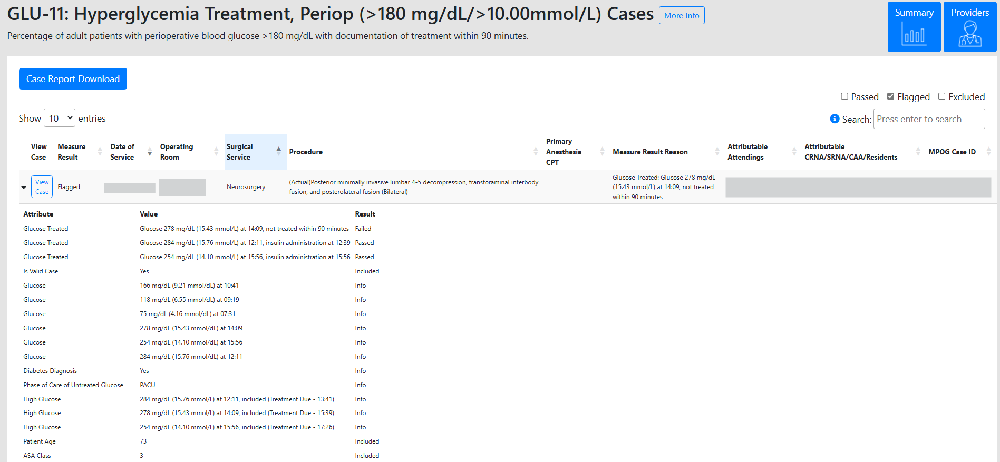 GLU-11: Hyperglycemia Treatment, Periop (>180 mg/dL/>10.00mmol/L) Cases More Info
Percentage of adult patients with perioperative blood glucose >180 mg/dL with documentation of treatment within 90 minutes.
Summary Providers
Case Report Download
Passed Flagged Excluded
Show 10 entries
Search: Press enter to search
View Case Measure Result Date of Service Operating Room Surgical Service Procedure Primary Anesthesia CPT Measure Result Reason Attributable Attendings Attributable CRNA/SRNA/CAA/Residents MPOG Case ID
View Case Flagged Neurosurgery (Actual)Posterior minimally invasive lumbar 4-5 decompression, transforaminal interbody fusion, and posterolateral fusion (Bilateral) Glucose Treated: Glucose 278 mg/dL (15.43 mmol/L) at 14:09, not treated within 90 minutes
Attribute Value Result
Glucose Treated Glucose 278 mg/dL (15.43 mmol/L) at 14:09, not treated within 90 minutes Failed
Glucose Treated Glucose 284 mg/dL (15.76 mmol/L) at 12:11, insulin administration at 12:39 Passed
Glucose Treated Glucose 254 mg/dL (14.10 mmol/L) at 15:56, insulin administration at 15:56 Passed
Is Valid Case Yes Included
Glucose 166 mg/dL (9.21 mmol/dL) at 10:41 Info
Glucose 118 mg/dL (6.55 mmol/dL) at 09:19 Info
Glucose 75 mg/dL (4.16 mmol/dL) at 07:31 Info
Glucose 278 mg/dL (15.43 mmol/dL) at 14:09 Info
Glucose 254 mg/dL (14.10 mmol/dL) at 15:56 Info
Glucose 284 mg/dL (15.76 mmol/dL) at 12:11 Info
Diabetes Diagnosis Yes Info
Phase of Care of Untreated Glucose PACU Info
High Glucose 284 mg/dL (15.76 mmol/L) at 12:11, included (Treatment Due - 13:41) Info
High Glucose 278 mg/dL (15.43 mmol/L) at 14:09, included (Treatment Due - 15:39) Info
High Glucose 254 mg/dL (14.10 mmol/L) at 15:56, included (Treatment Due - 17:26) Info
Patient Age 73 Included
ASA Class 3 Included